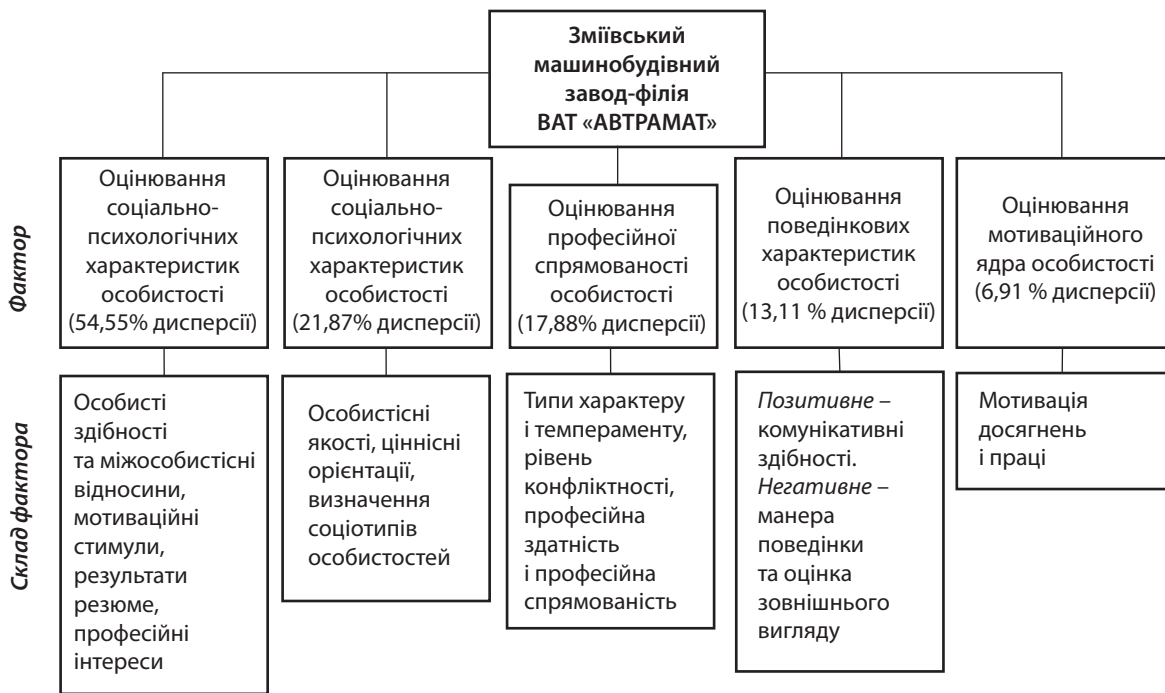 Зміївський
машинобудівний
завод-філія
ВАТ «АВТРАМАТ»
Фактор
Оцінювання
соціально-
психологічних
характеристик
особистості
(54,55% дисперсії)
Оцінювання
соціально-
психологічних
характеристик
особистості
(21,87% дисперсії)
Оцінювання
професійної
спрямованості
особистості
(17,88% дисперсії)
Оцінювання
поведінкових
характеристик
особистості
(13,11 % дисперсії)
Оцінювання
мотиваційного
ядра особистості
(6,91 % дисперсії)
Склад фактора
Особисті
здібності
та міжособистісні
відносини,
мотиваційні
стимули,
результати
резюме,
професійні
інтереси
Особистісні
якості, ціннісні
орієнтації,
визначення
соціотипів
особистостей
Типи характеру
і темпераменту,
рівень
конфліктності,
професійна
здатність
і професійна
спрямованість
Позитивне –
комунікативні
здібності.
Негативне –
манера
поведінки
та оцінка
зовнішнього
вигляду
Мотивація
досягнень
і праці